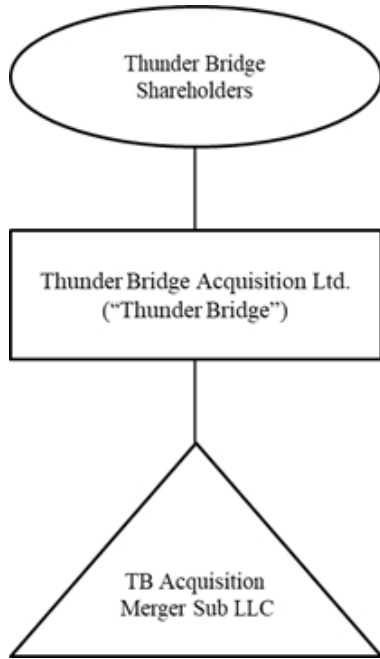 Thunder Bridge
Shareholders
Thunder Bridge Acquisition Ltd.
(“Thunder Bridge”)
TB Acquisition
Merger Sub LLC